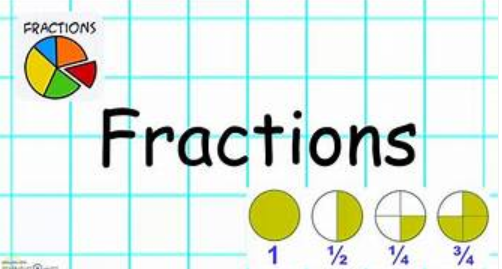 FRACTIONS
Fractions
1 ½ ¼ ¾